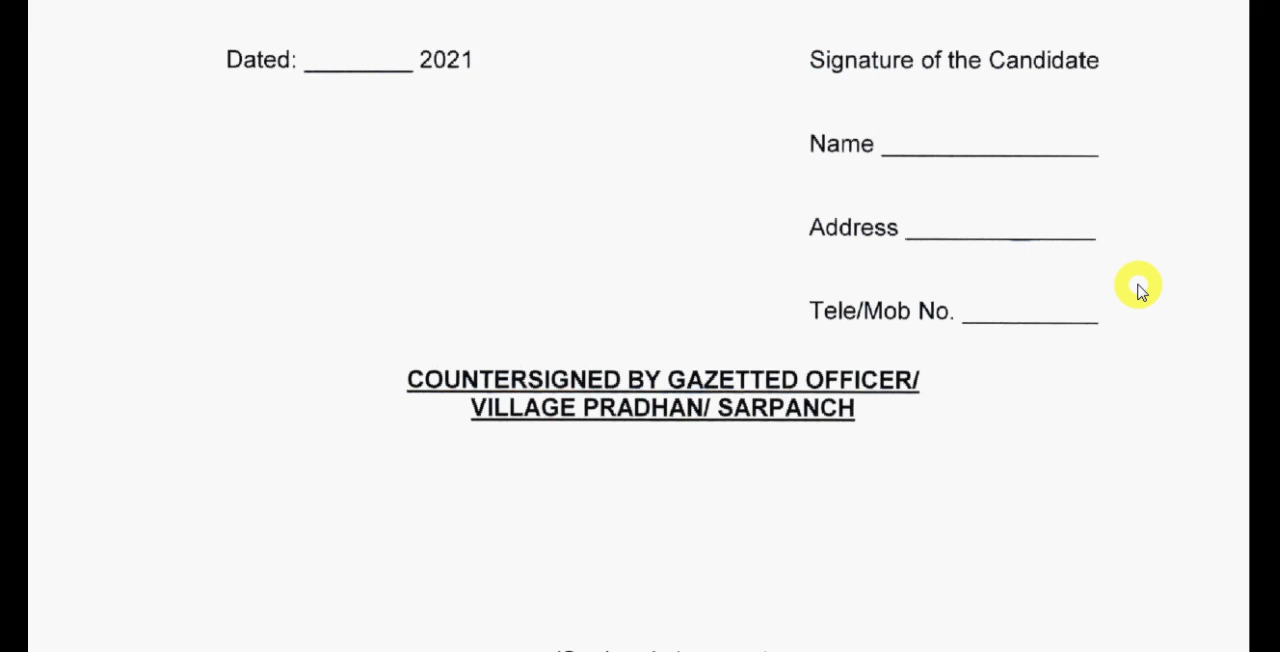 Dated: ________ 2021
Signature of the Candidate
Name ________________
Address ______________
Tele/Mob No. __________
COUNTERSIGNED BY GAZETTED OFFICER/
VILLAGE PRADHAN/ SARPANCH